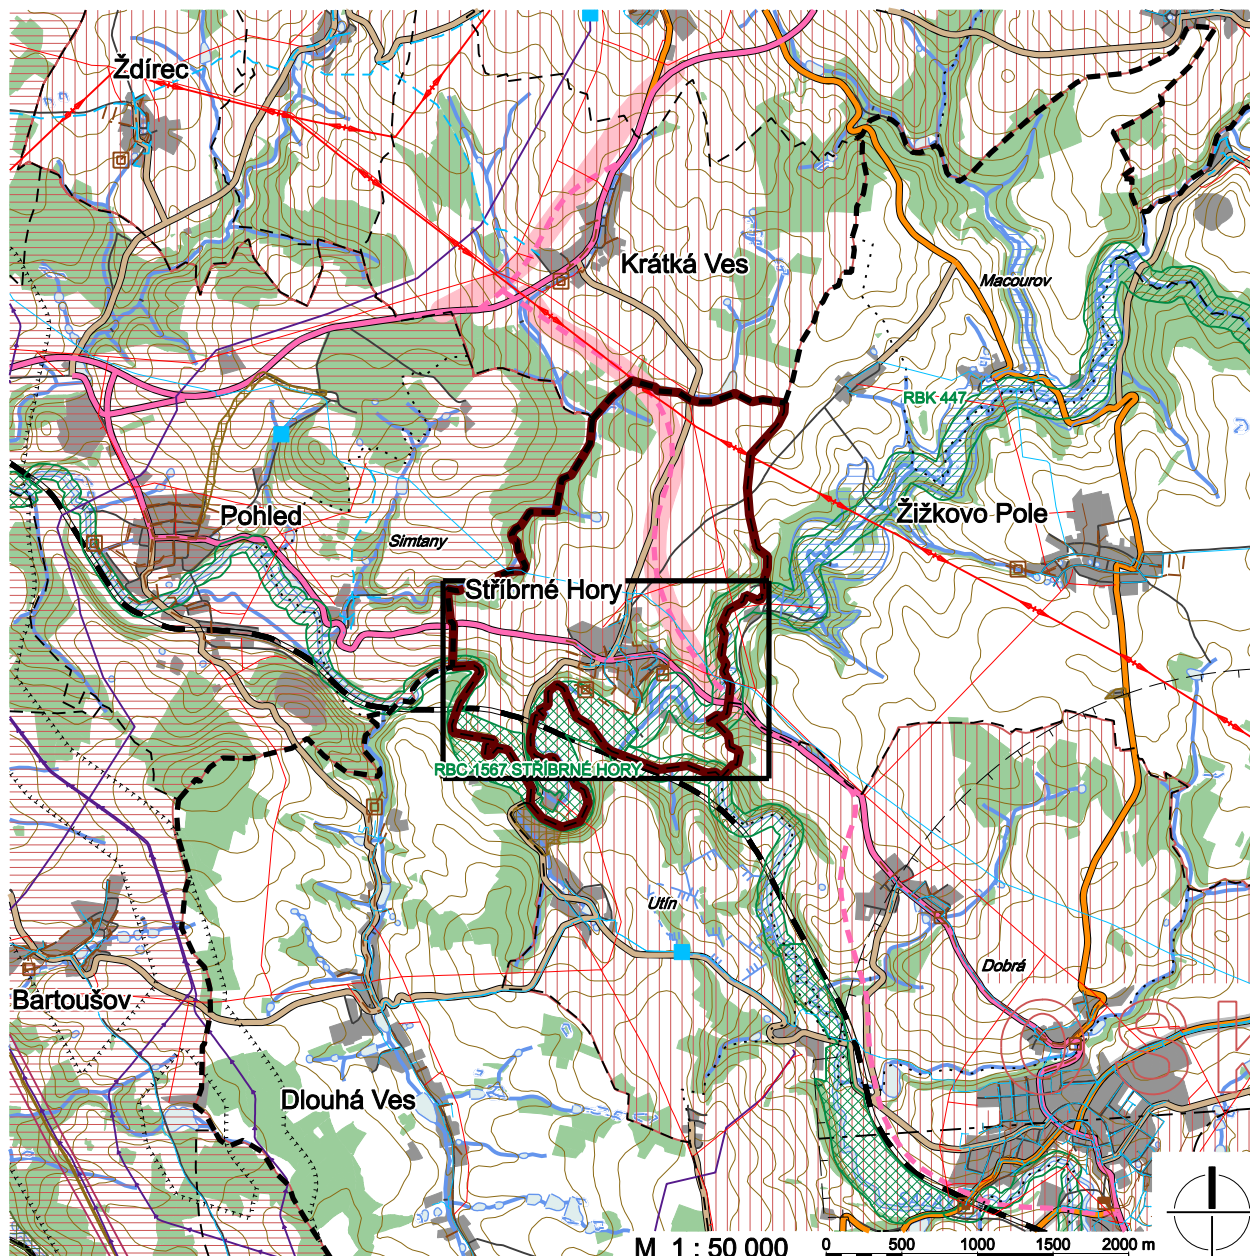 Ždírec
Krátká Ves
Macourov
RBK 447
Pohled
Žižkovo Pole
Simtany
Stříbrné Hory
RBC 1567 STŘÍBRNÉ HORY
Utín
Dobrá
Bartoušov
Dlouhá Ves
M 1 : 50 000
0 500 1000 1500 2000 m